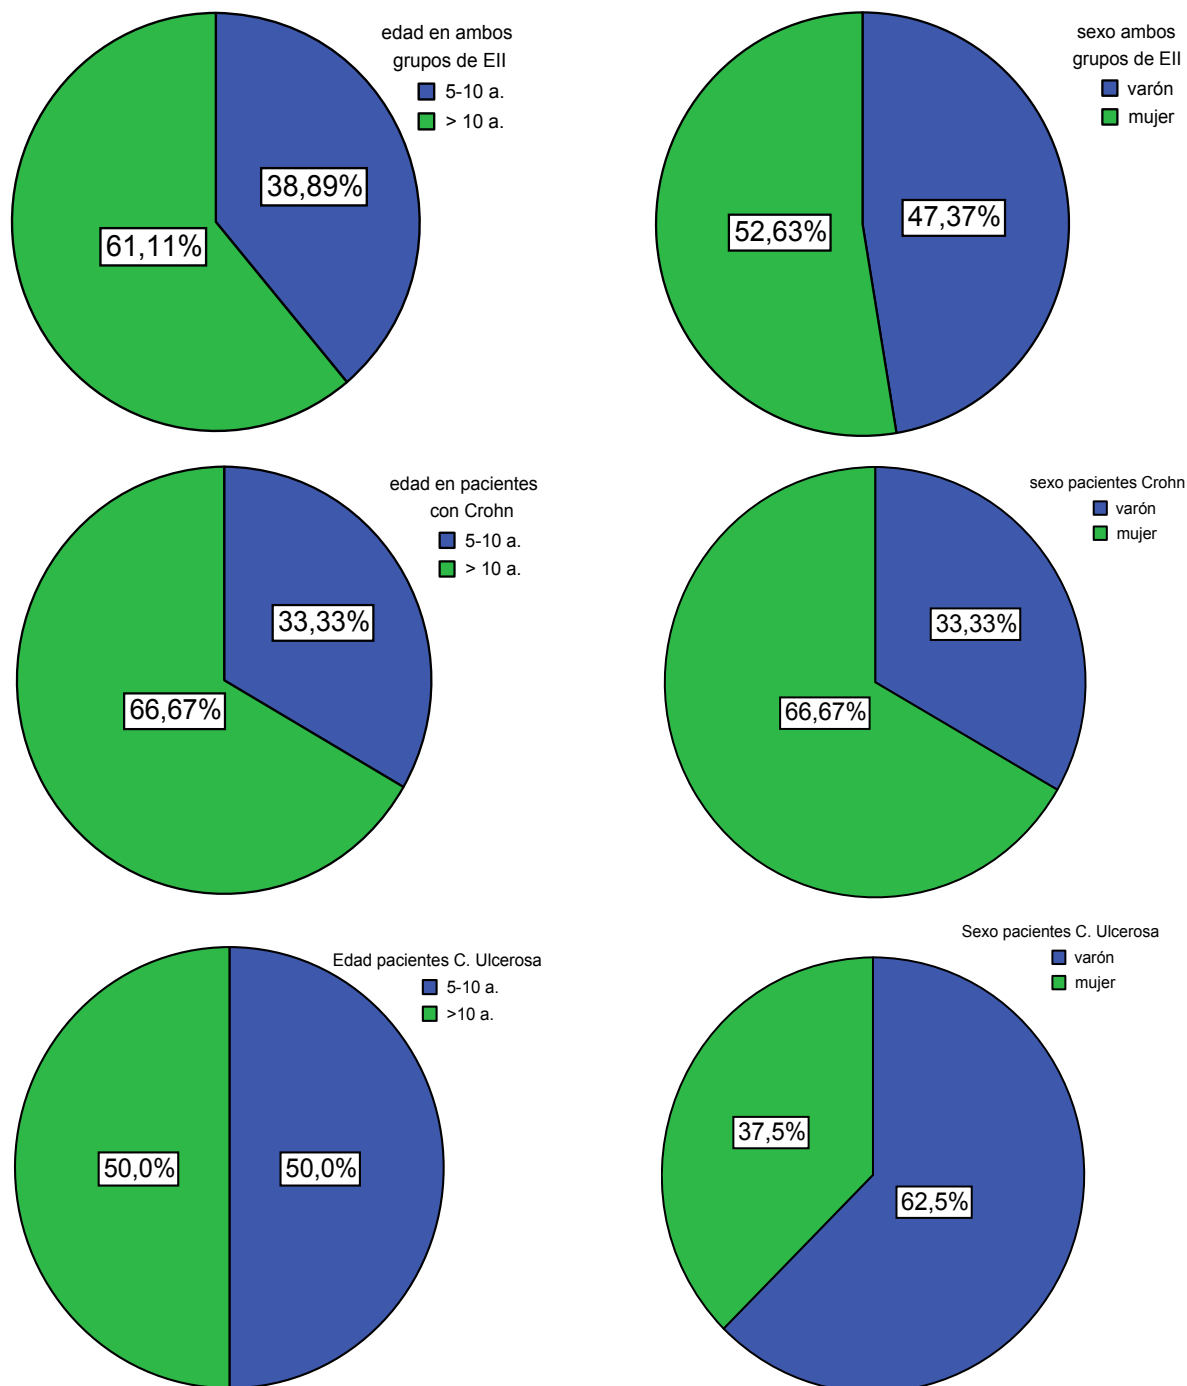 edad en ambos
grupos de EII
5-10 a.
> 10 a.
38,89%
61,11%
sexo ambos
grupos de EII
varón
mujer
47,37%
52,63%
edad en pacientes
con Crohn
5-10 a.
> 10 a.
33,33%
66,67%
sexo pacientes Crohn
varón
mujer
33,33%
66,67%
Edad pacientes C. Ulcerosa
5-10 a.
>10 a.
50,0%
50,0%
Sexo pacientes C. Ulcerosa
varón
mujer
37,5%
62,5%